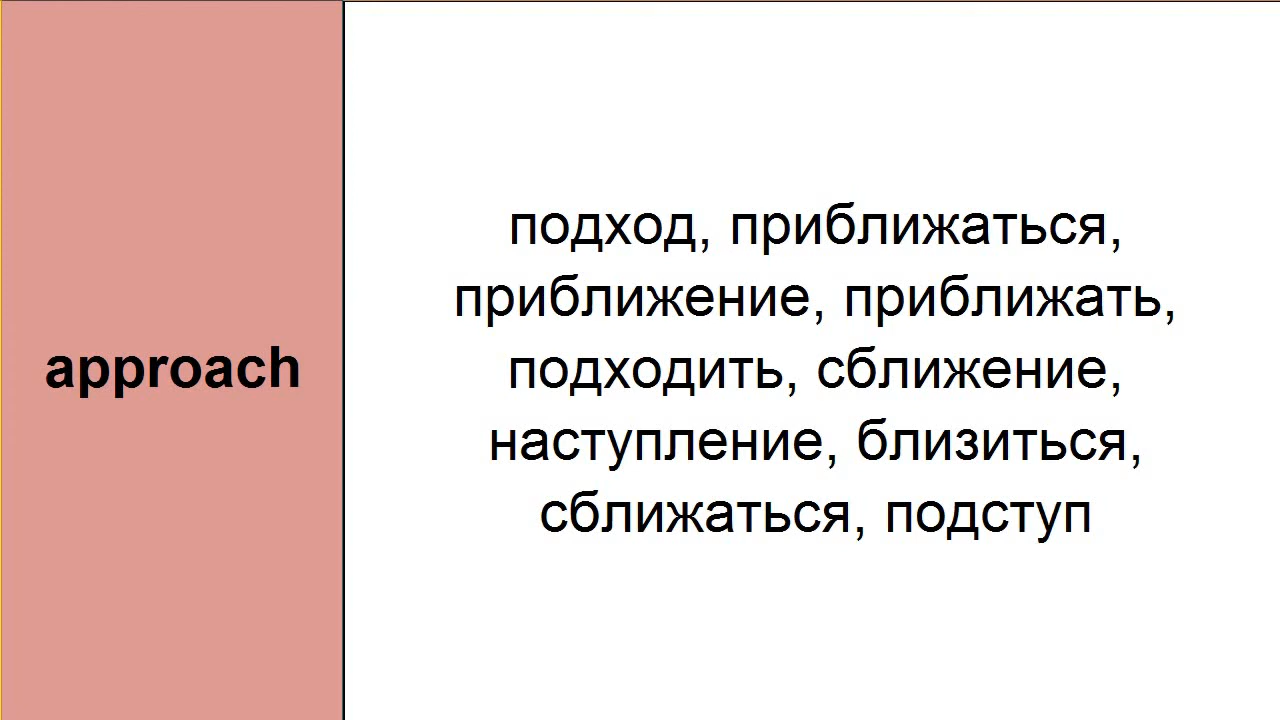 approach
подход, приближаться,
приближение, приближать,
подходить, сближение,
наступление, близиться,
сближаться, подступ